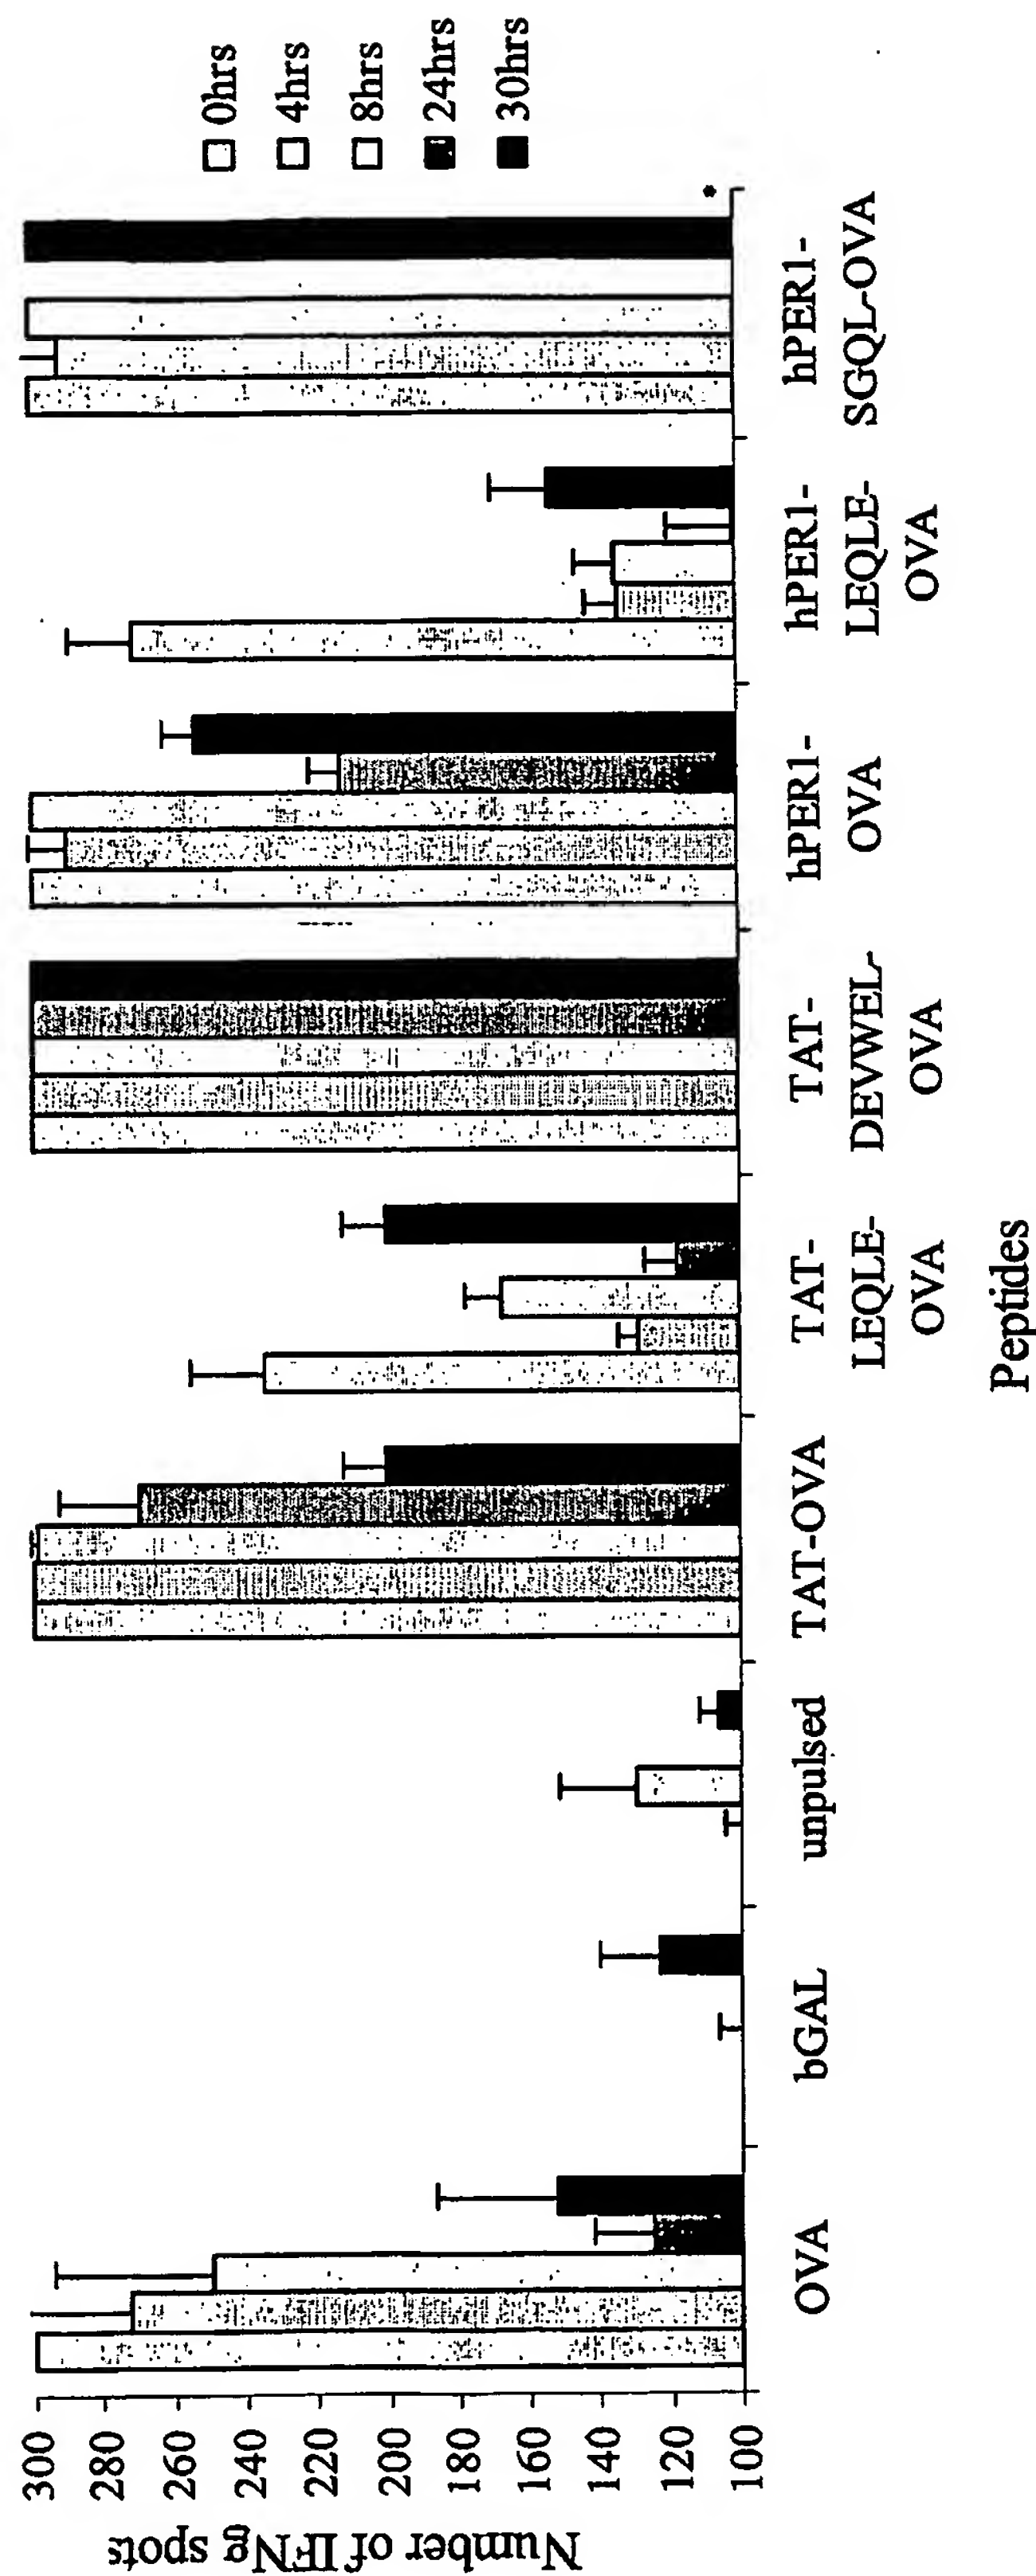 Number of IFNg spots
300
280
260
240
220
200
180
160
140
120
100
OVA
bGAL
unpulsed
TAT-OVA
TAT-
LEQLE-
OVA
TAT-
DEVWEL-
OVA
hPER1-
OVA
hPER1-
LEQLE-
OVA
hPER1-
SGQL-OVA
*
Peptides
0hrs
4hrs
8hrs
24hrs
30hrs